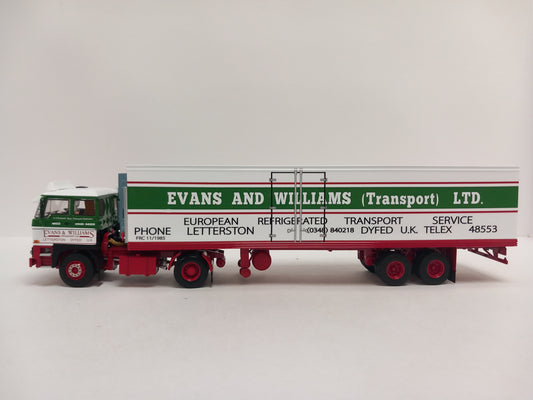 EVANS AND WILLIAMS (Transport) LTD.
EUROPEAN REFRIGERATED TRANSPORT SERVICE
PHONE LETTERSTON (0348) 840218 DYFED U.K. TELEX 48553
FRC 11/1985
EVANS & WILLIAMS
LETTERSTON DYFED U.K.